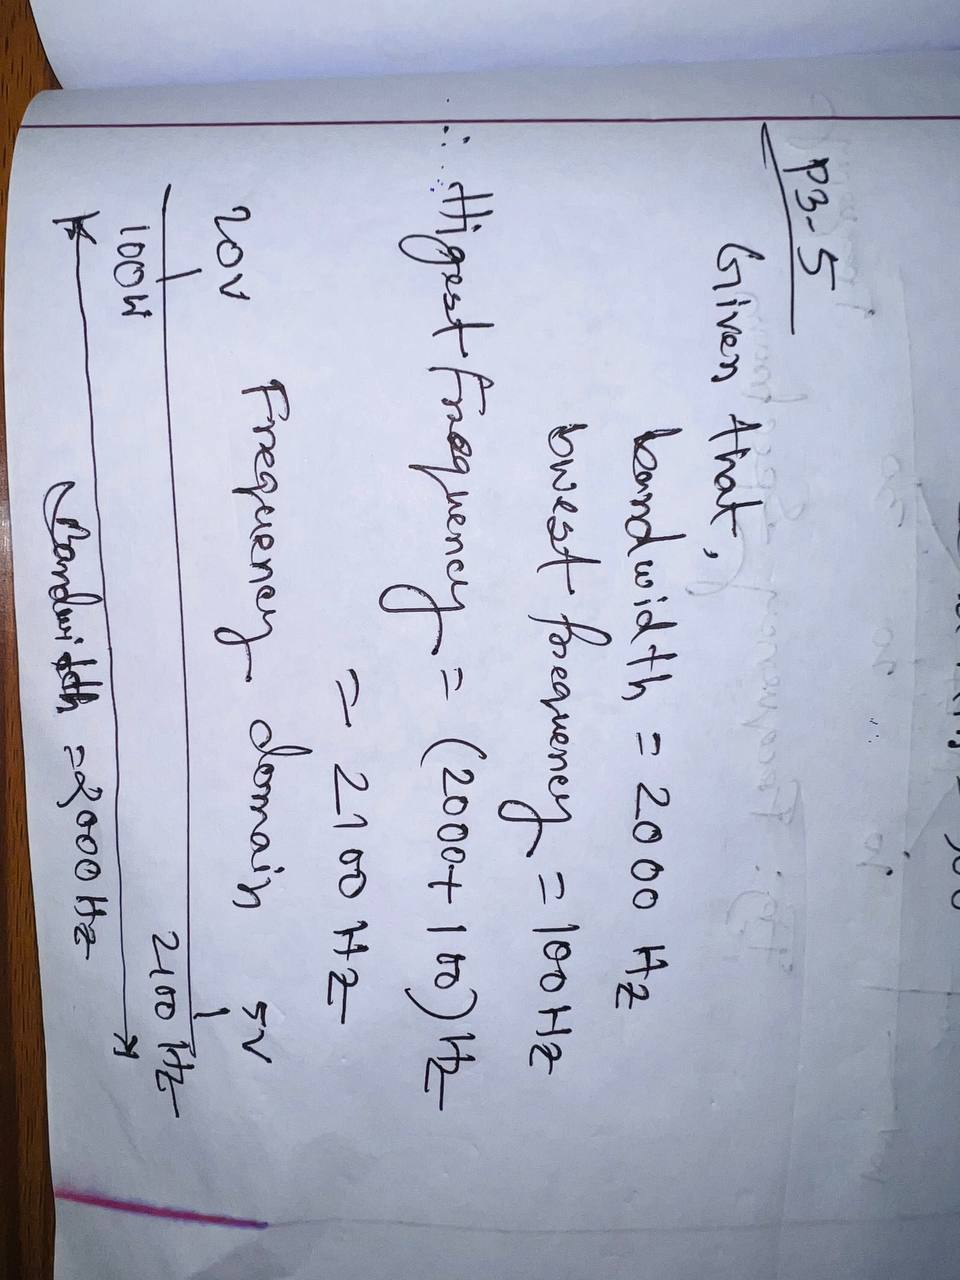 P3-5
Given that,
bandwidth = 2000 Hz
lowest frequency = 100 Hz
∴ Higest frequency = (2000+100) Hz
= 2100 Hz
20V Frequency domain 5V
100H 2100 Hz
Bandwidth = 2000 Hz